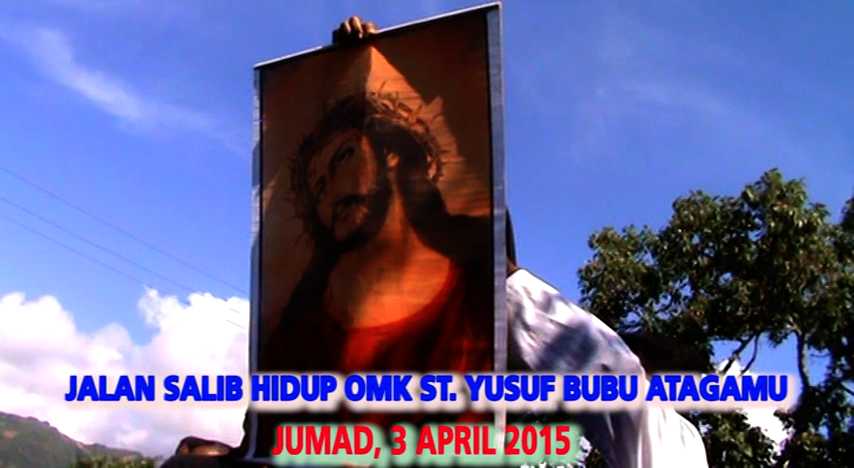 JALAN SALIB HIDUP OMK ST. YUSUF BUBU ATAGAMU
JUMAD, 3 APRIL 2015